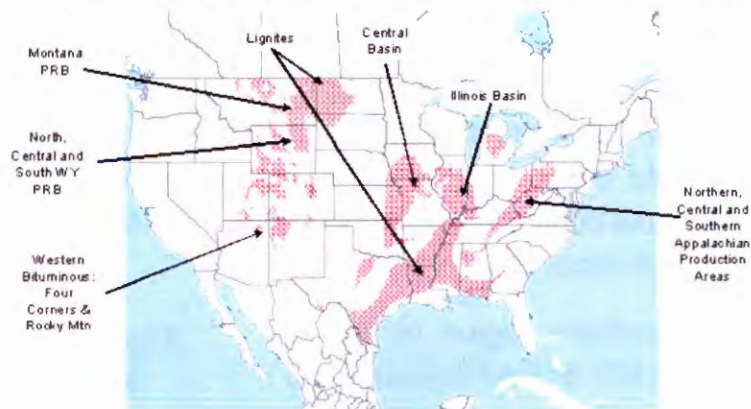 Lignites
Central
Basin
Montana
PRB
Illinois Basin
North,
Central and
South WY
PRB
Northern,
Central and
Southern
Appalachian
Production
Areas
Western
Bituminous:
Four
Corners &
Rocky Mtn